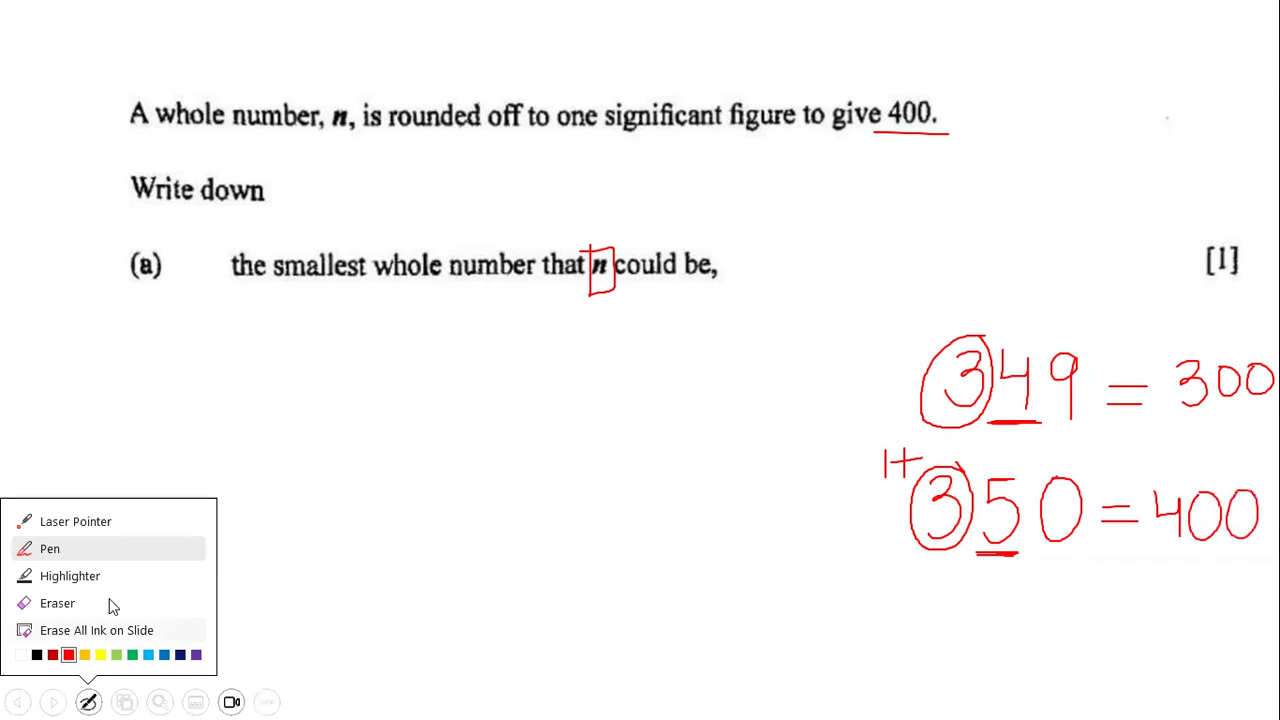 A whole number, n, is rounded off to one significant figure to give 400.
Write down
(a) the smallest whole number that n could be, [1]
349 = 300
1+
350 = 400
Laser Pointer
Pen
Highlighter
Eraser
Erase All Ink on Slide